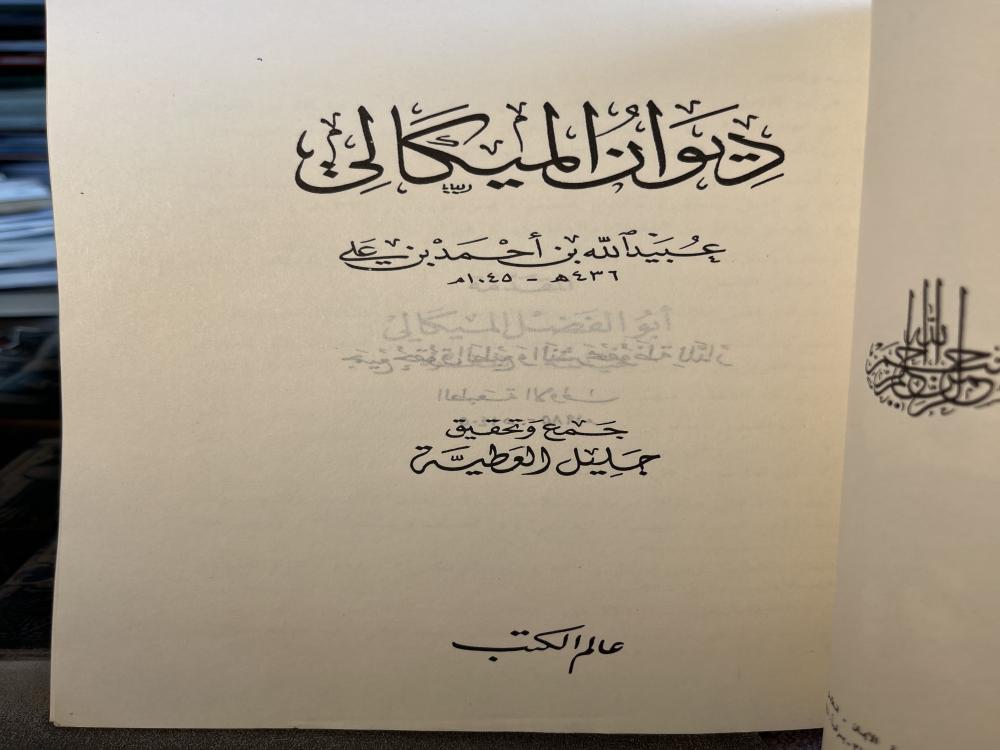 ديوان الميكالي
عبيد الله بن أحمد بن علي
٤٣٦هـ - ١٠٤٥م
جمع وتحقيق
جليل العطية
عالم الكتب